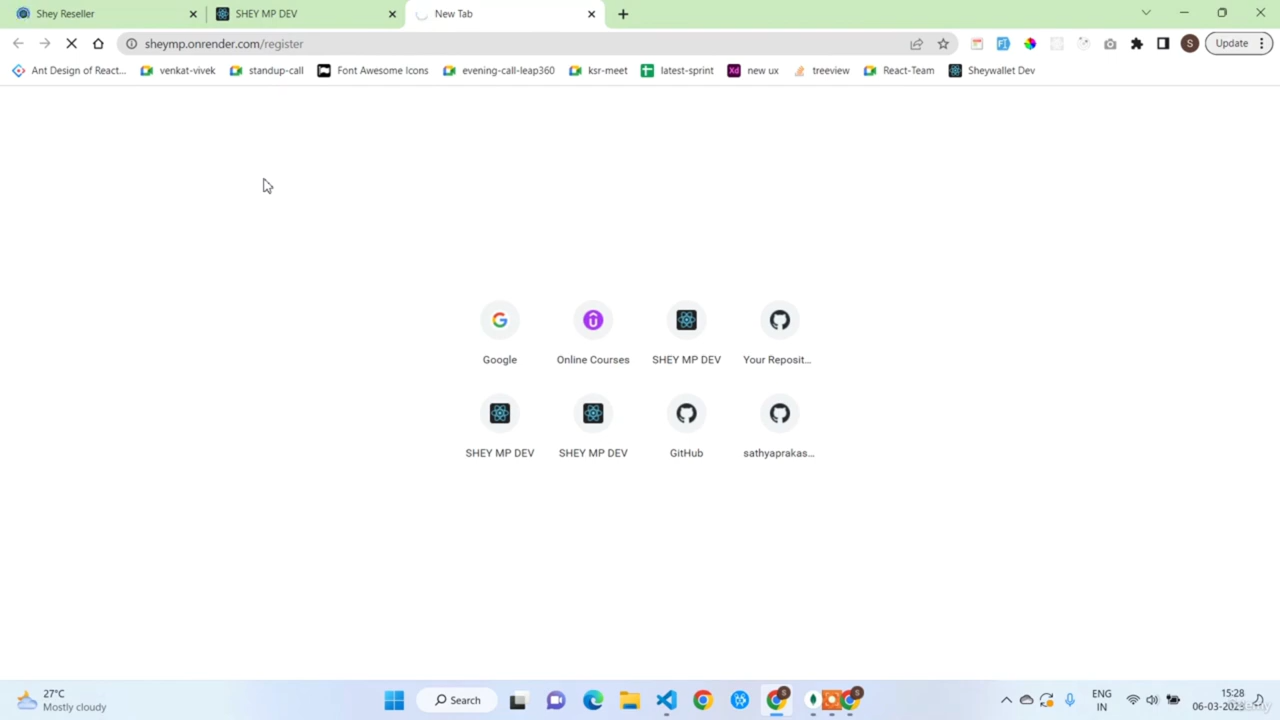 Shey Reseller
SHEY MP DEV
New Tab
sheymp.onrender.com/register
S
Update
Ant Design of React...
venkat-vivek
standup-call
Font Awesome Icons
evening-call-leap360
ksr-meet
latest-sprint
Xd
new ux
treeview
React-Team
Sheywallet Dev
Google
Online Courses
SHEY MP DEV
Your Reposit...
SHEY MP DEV
SHEY MP DEV
GitHub
sathyaprakas...
27°C
Mostly cloudy
Search
ENG
IN
15:28
06-03-2023